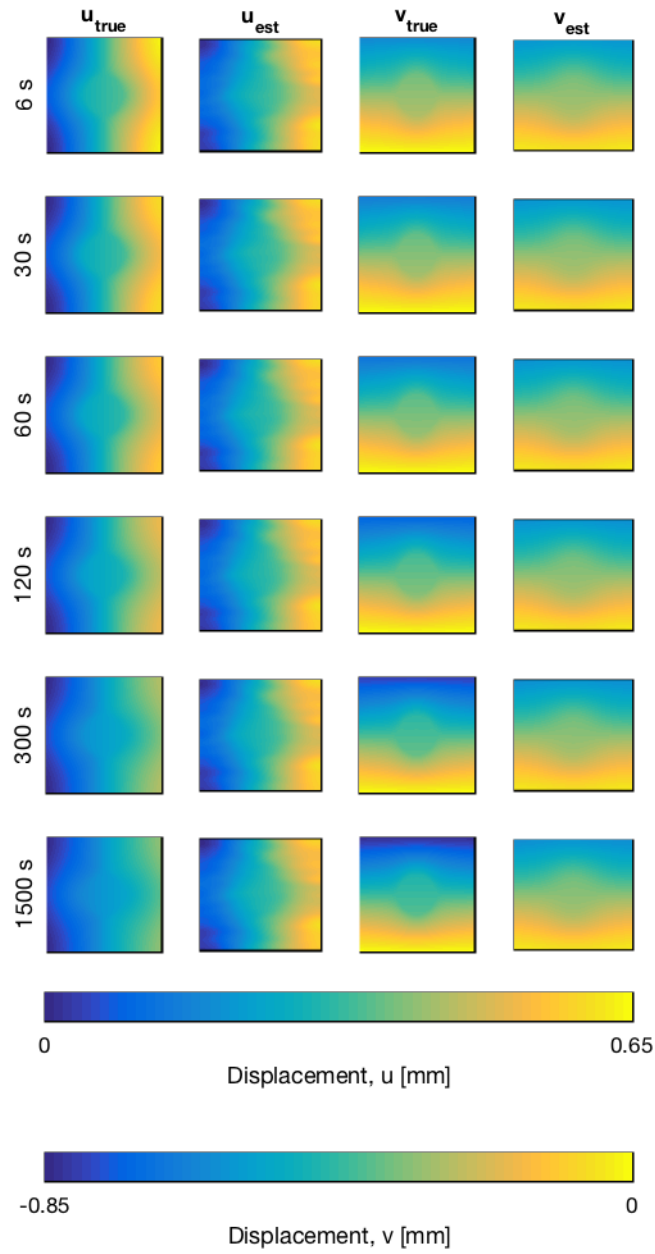 u_true u_est v_true v_est
6 s
30 s
60 s
120 s
300 s
1500 s
0 0.65
Displacement, u [mm]
-0.85 0
Displacement, v [mm]